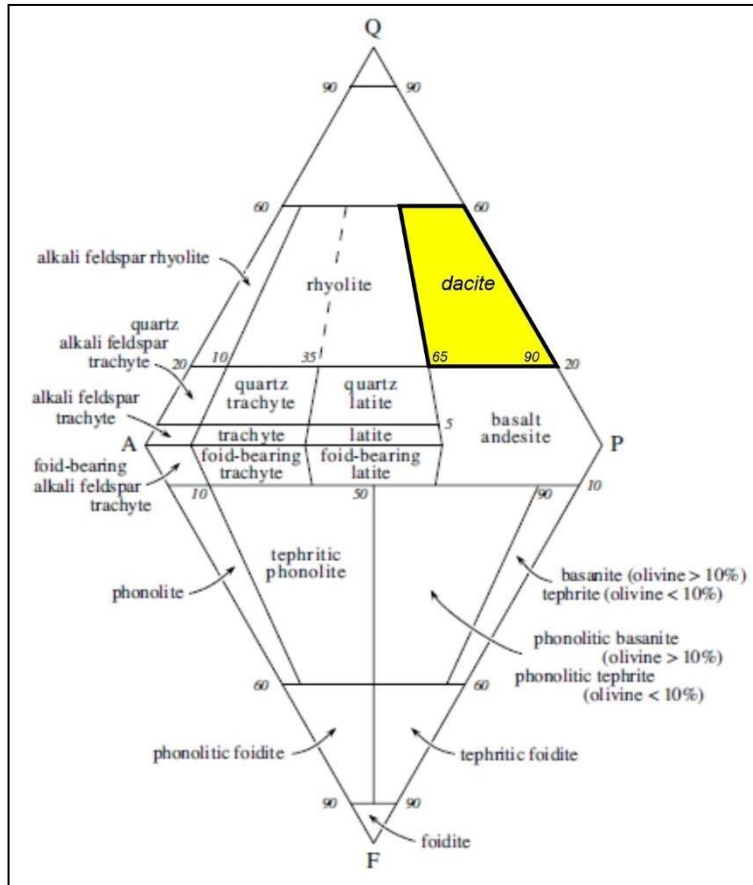 Q
90
90
60
60
alkali feldspar rhyolite
rhyolite
dacite
quartz
alkali feldspar
trachyte
20
10
35
65
90
20
quartz
trachyte
quartz
latite
alkali feldspar
trachyte
5
basalt
andesite
A
trachyte
latite
P
foid-bearing
trachyte
foid-bearing
latite
foid-bearing
alkali feldspar
trachyte
10
50
90
10
tephritic
phonolite
phonolite
basanite (olivine > 10%)
tephrite (olivine < 10%)
phonolitic basanite
(olivine > 10%)
phonolitic tephrite
(olivine < 10%)
60
60
phonolitic foidite
tephritic foidite
90
90
foidite
F